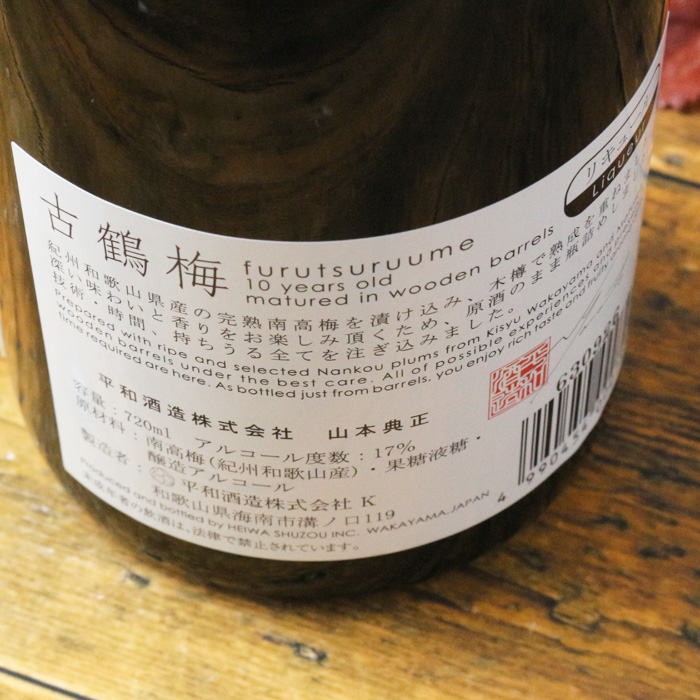 リキュール
Liqueur
古鶴梅
furutsuruume
10 years old
matured in wooden barrels
紀州和歌山県産の完熟南高梅を漬け込み、木樽で熟成を重ねま
深い味わいと香りをお楽しみ頂くため、原酒のまま瓶詰めし
技術・時間・持ちうる全てを注ぎ込みました。
Prepared with ripe and selected Nankou plums from Kisyu Wakayama and
wooden barrels under the best care. All of possible experiences and
time required are here. As bottled just from barrels, you enjoy rich taste and
平和酒造株式会社 山本典正
容量：720ml アルコール度数：17%
原材料：南高梅(紀州和歌山産)・果糖液糖・
醸造アルコール
製造者：平和酒造株式会社 K
和歌山県海南市溝ノ口119
Produced and bottled by HEIWA SHUZOU INC. WAKAYAMA,JAPAN
未成年者の飲酒は、法律で禁止されています。
4 990454